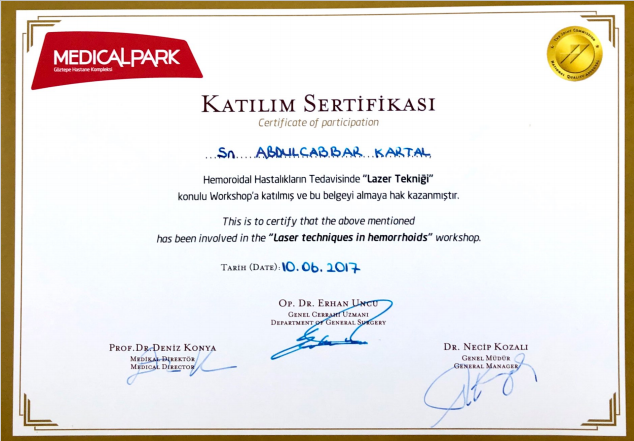 MEDICALPARK
Göztepe Hastane Kompleksi
KATILIM SERTİFİKASI
Certificate of participation
Sn. ABDULCABBAR KARTAL
Hemoroidal Hastalıkların Tedavisinde "Lazer Tekniği"
konulu Workshop'a katılmış ve bu belgeyi almaya hak kazanmıştır.
This is to certify that the above mentioned
has been involved in the "Laser techniques in hemorrhoids" workshop.
TARİH (DATE): 10.06.2017
OP. DR. ERHAN UNCU
GENEL CERRAHİ UZMANI
DEPARTMENT OF GENERAL SURGERY
PROF.DR.DENİZ KONYA
MEDİKAL DİREKTÖR
MEDICAL DIRECTOR
DR. NECİP KOZALI
GENEL MÜDÜR
GENERAL MANAGER